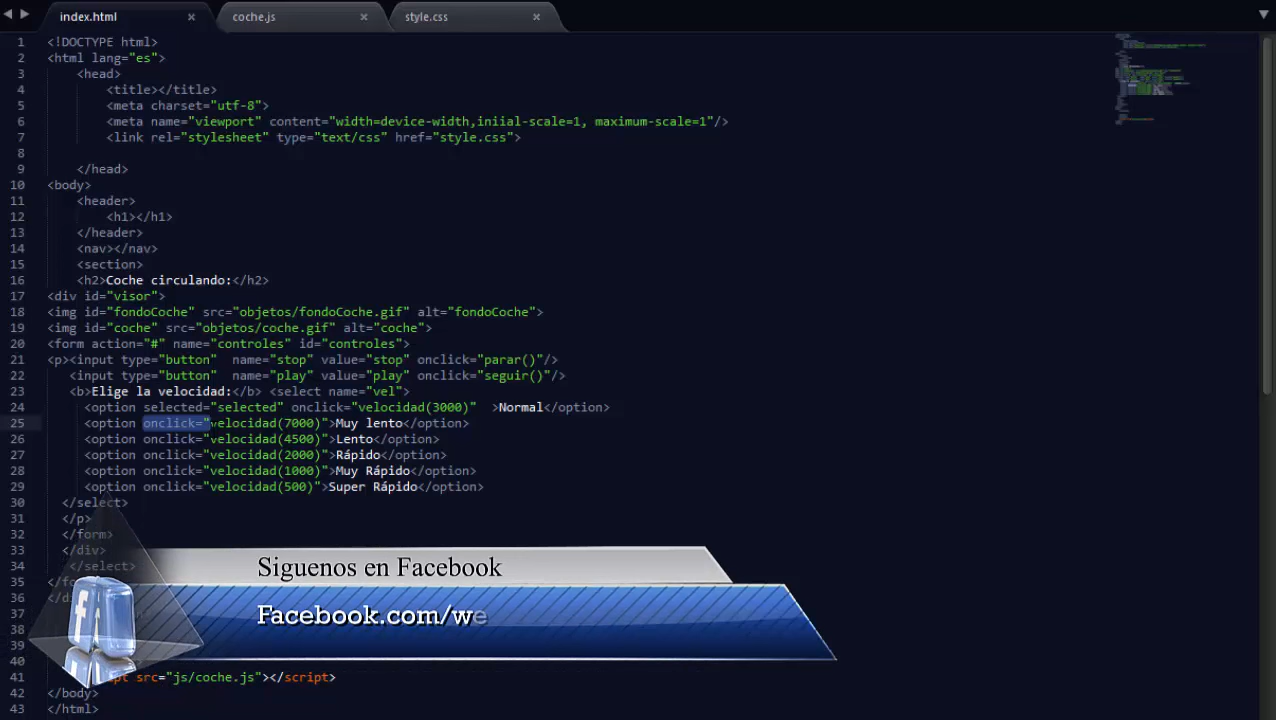 index.html
coche.js
style.css
1 <!DOCTYPE html>
2 <html lang="es">
3 <head>
4 <title></title>
5 <meta charset="utf-8">
6 <meta name="viewport" content="width=device-width,iniial-scale=1, maximum-scale=1"/>
7 <link rel="stylesheet" type="text/css" href="style.css">
8
9 </head>
10 <body>
11 <header>
12 <h1></h1>
13 </header>
14 <nav></nav>
15 <section>
16 <h2>Coche circulando:</h2>
17 <div id="visor">
18 <img id="fondoCoche" src="objetos/fondoCoche.gif" alt="fondoCoche">
19 <img id="coche" src="objetos/coche.gif" alt="coche">
20 <form action="#" name="controles" id="controles">
21 <p><input type="button"  name="stop" value="stop" onclick="parar()"/>
22 <input type="button"  name="play" value="play" onclick="seguir()"/>
23 <b>Elige la velocidad:</b> <select name="vel">
24 <option selected="selected" onclick="velocidad(3000)"  >Normal</option>
25 <option onclick="velocidad(7000)">Muy lento</option>
26 <option onclick="velocidad(4500)">Lento</option>
27 <option onclick="velocidad(2000)">Rápido</option>
28 <option onclick="velocidad(1000)">Muy Rápido</option>
29 <option onclick="velocidad(500)">Super Rápido</option>
30 </select>
31 </p>
32 </form>
33 </div>
34 </select>
35
36
37
38
39
40
41 src="js/coche.js"></script>
42 </body>
43 </html>
Siguenos en Facebook
Facebook.com/we
f